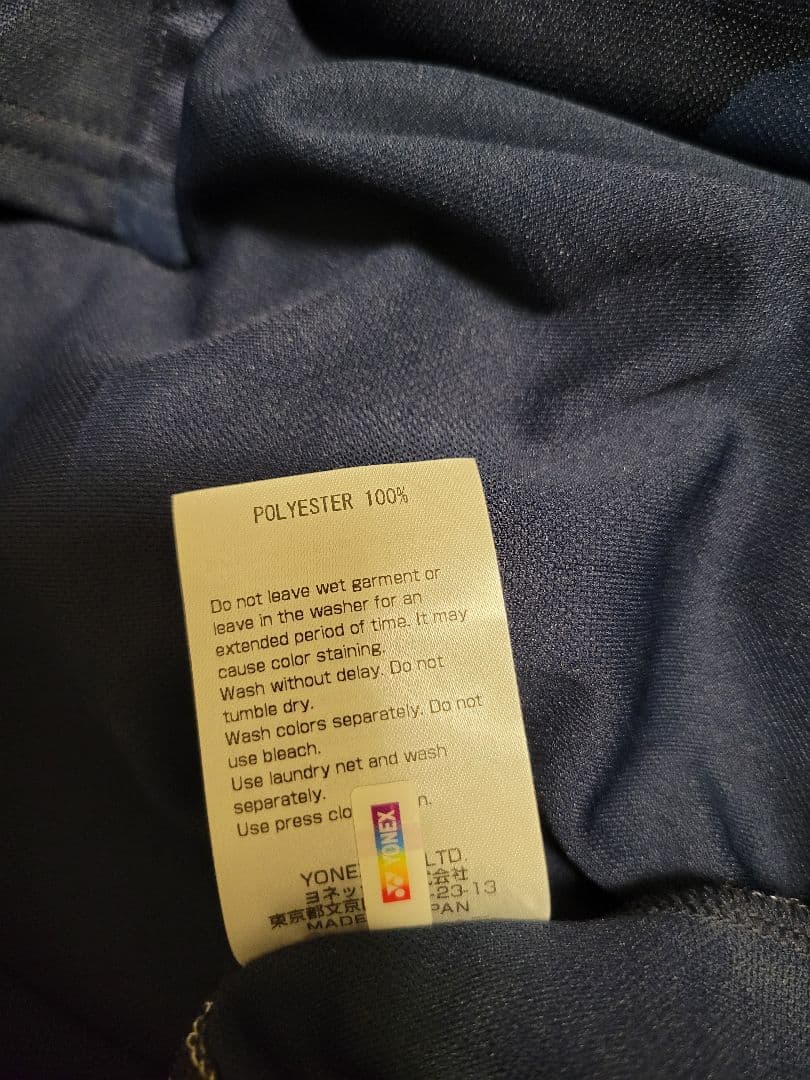 POLYESTER 100%
Do not leave wet garment or
leave in the washer for an
extended period of time. It may
cause color staining.
Wash without delay. Do not
tumble dry.
Wash colors separately. Do not
use bleach.
Use laundry net and wash
separately.
Use press clo n.
YONEX
YONE LTD.
ヨネッ 会社
東京都文京 -23-13
MADE PAN